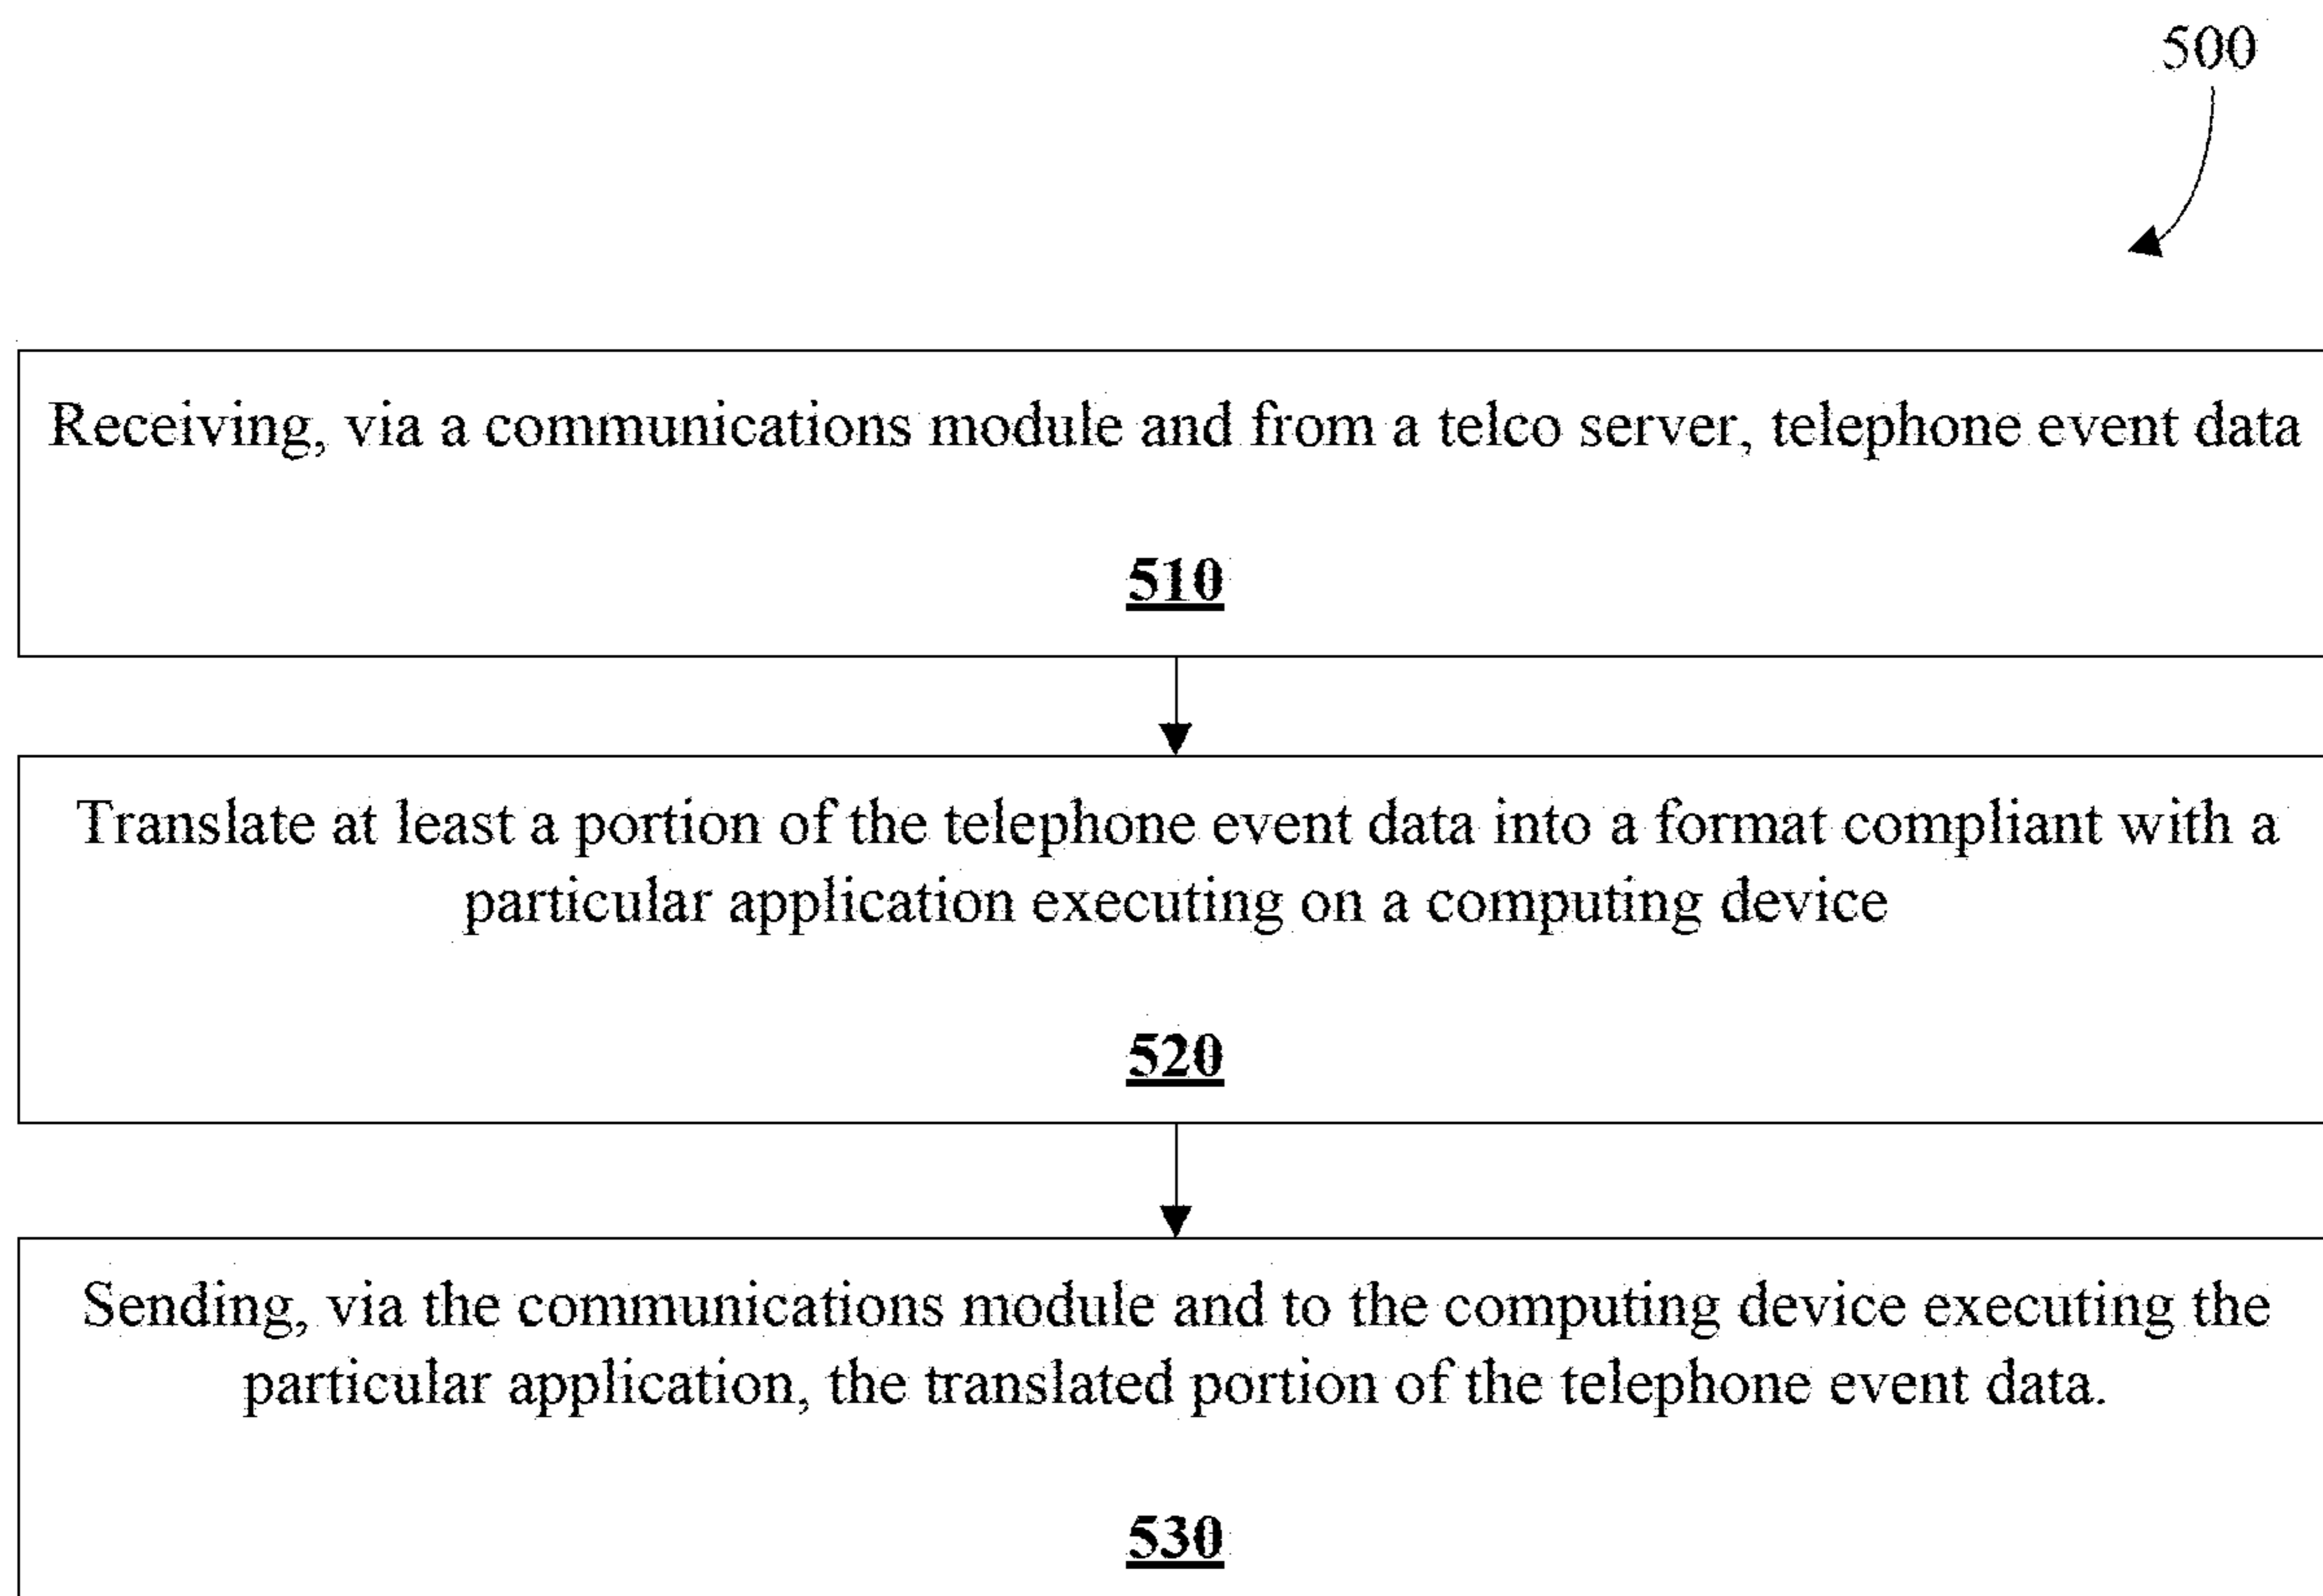 500
Receiving, via a communications module and from a telco server, telephone event data
510
Translate at least a portion of the telephone event data into a format compliant with a
particular application executing on a computing device
520
Sending, via the communications module and to the computing device executing the
particular application, the translated portion of the telephone event data.
530